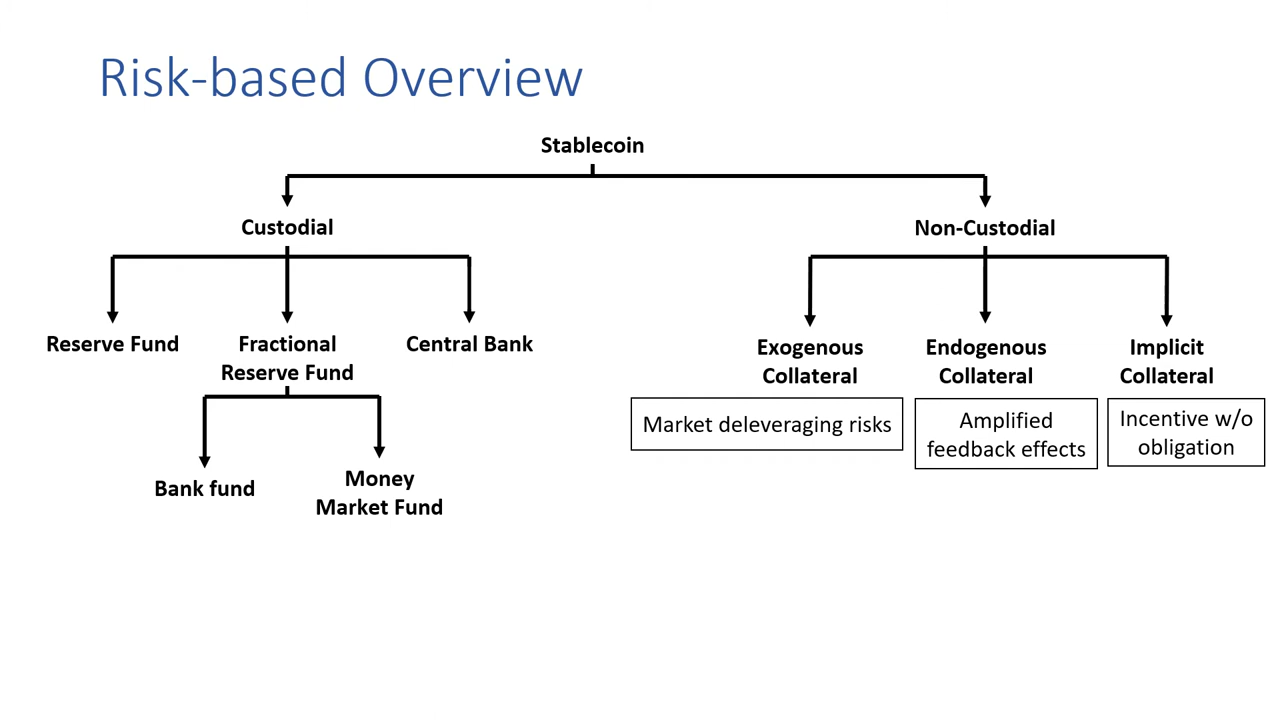 Risk-based Overview
Stablecoin
Custodial
Non-Custodial
Reserve Fund
Fractional
Reserve Fund
Central Bank
Exogenous
Collateral
Endogenous
Collateral
Implicit
Collateral
Market deleveraging risks
Amplified
feedback effects
Incentive w/o
obligation
Bank fund
Money
Market Fund